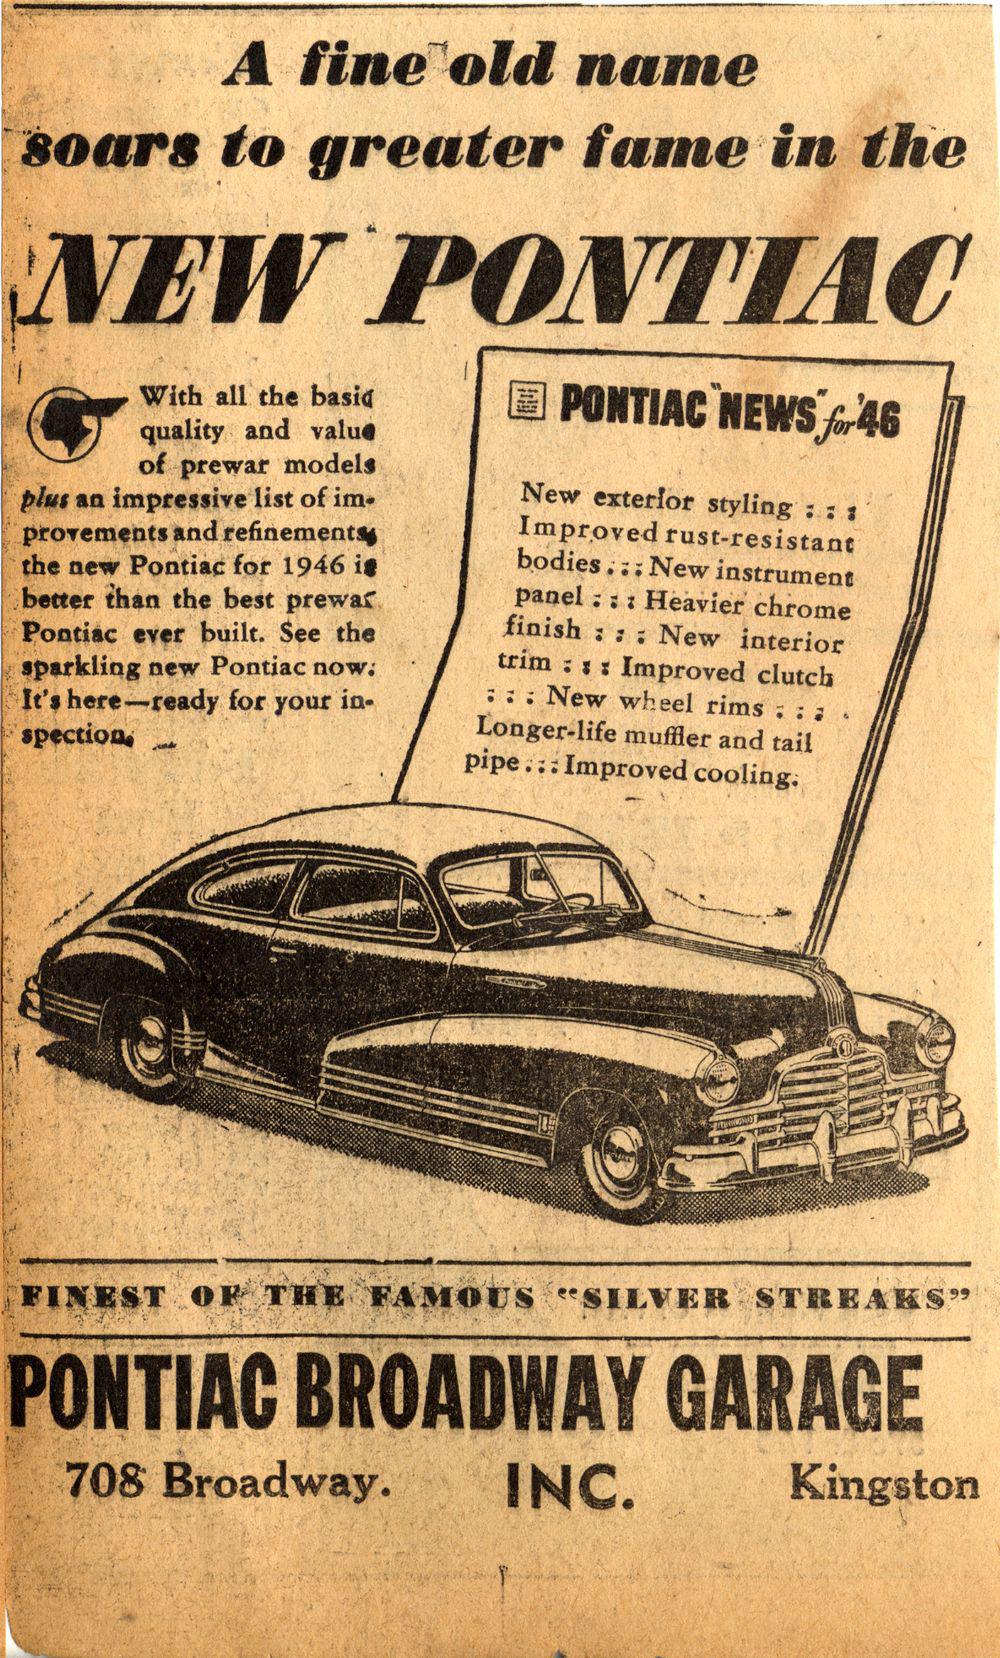 A fine old name
soars to greater fame in the
NEW PONTIAC
With all the basic
quality and value
of prewar models
plus an impressive list of im-
provements and refinements,
the new Pontiac for 1946 is
better than the best prewar
Pontiac ever built. See the
sparkling new Pontiac now.
It's here—ready for your in-
spection.
PONTIAC "NEWS" for '46
New exterior styling : : :
Improved rust-resistant
bodies . : : New instrument
panel : : : Heavier chrome
finish : : : New interior
trim : : : Improved clutch
: : : New wheel rims : : :
Longer-life muffler and tail
pipe . : : Improved cooling.
FINEST OF THE FAMOUS "SILVER STREAKS"
PONTIAC BROADWAY GARAGE
708 Broadway. INC. Kingston